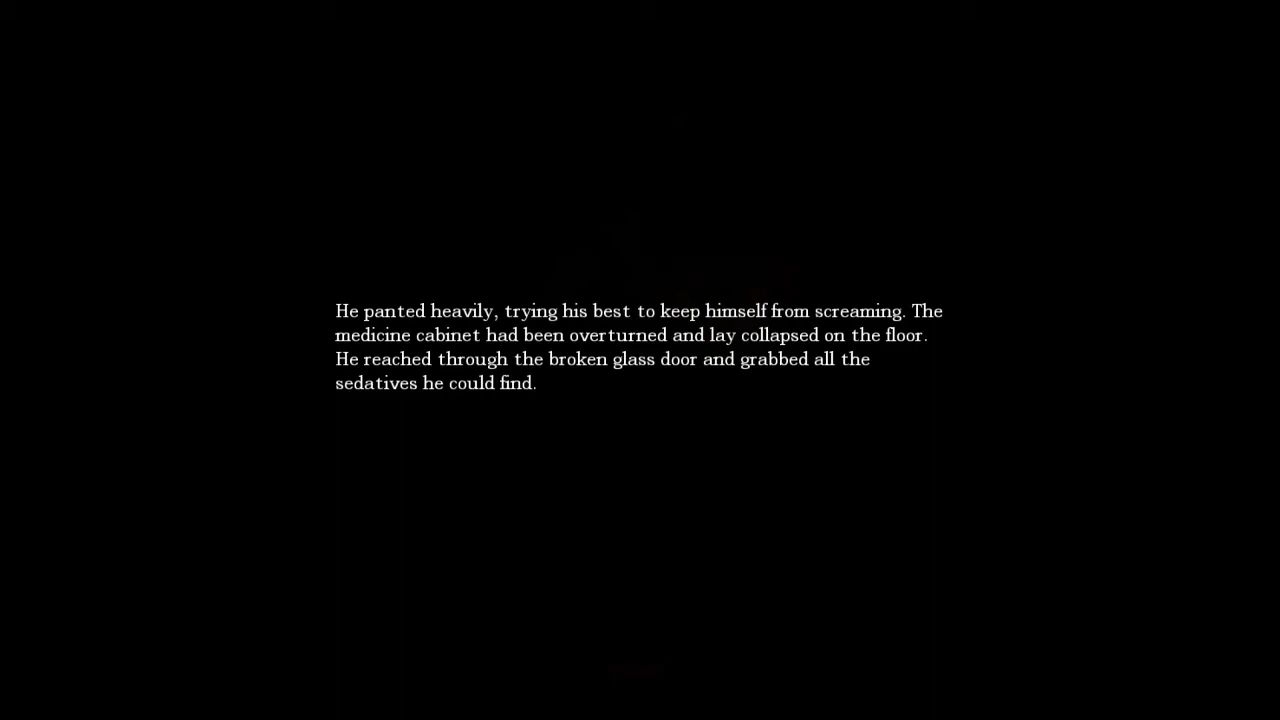 He panted heavily, trying his best to keep himself from screaming. The
medicine cabinet had been overturned and lay collapsed on the floor.
He reached through the broken glass door and grabbed all the
sedatives he could find.